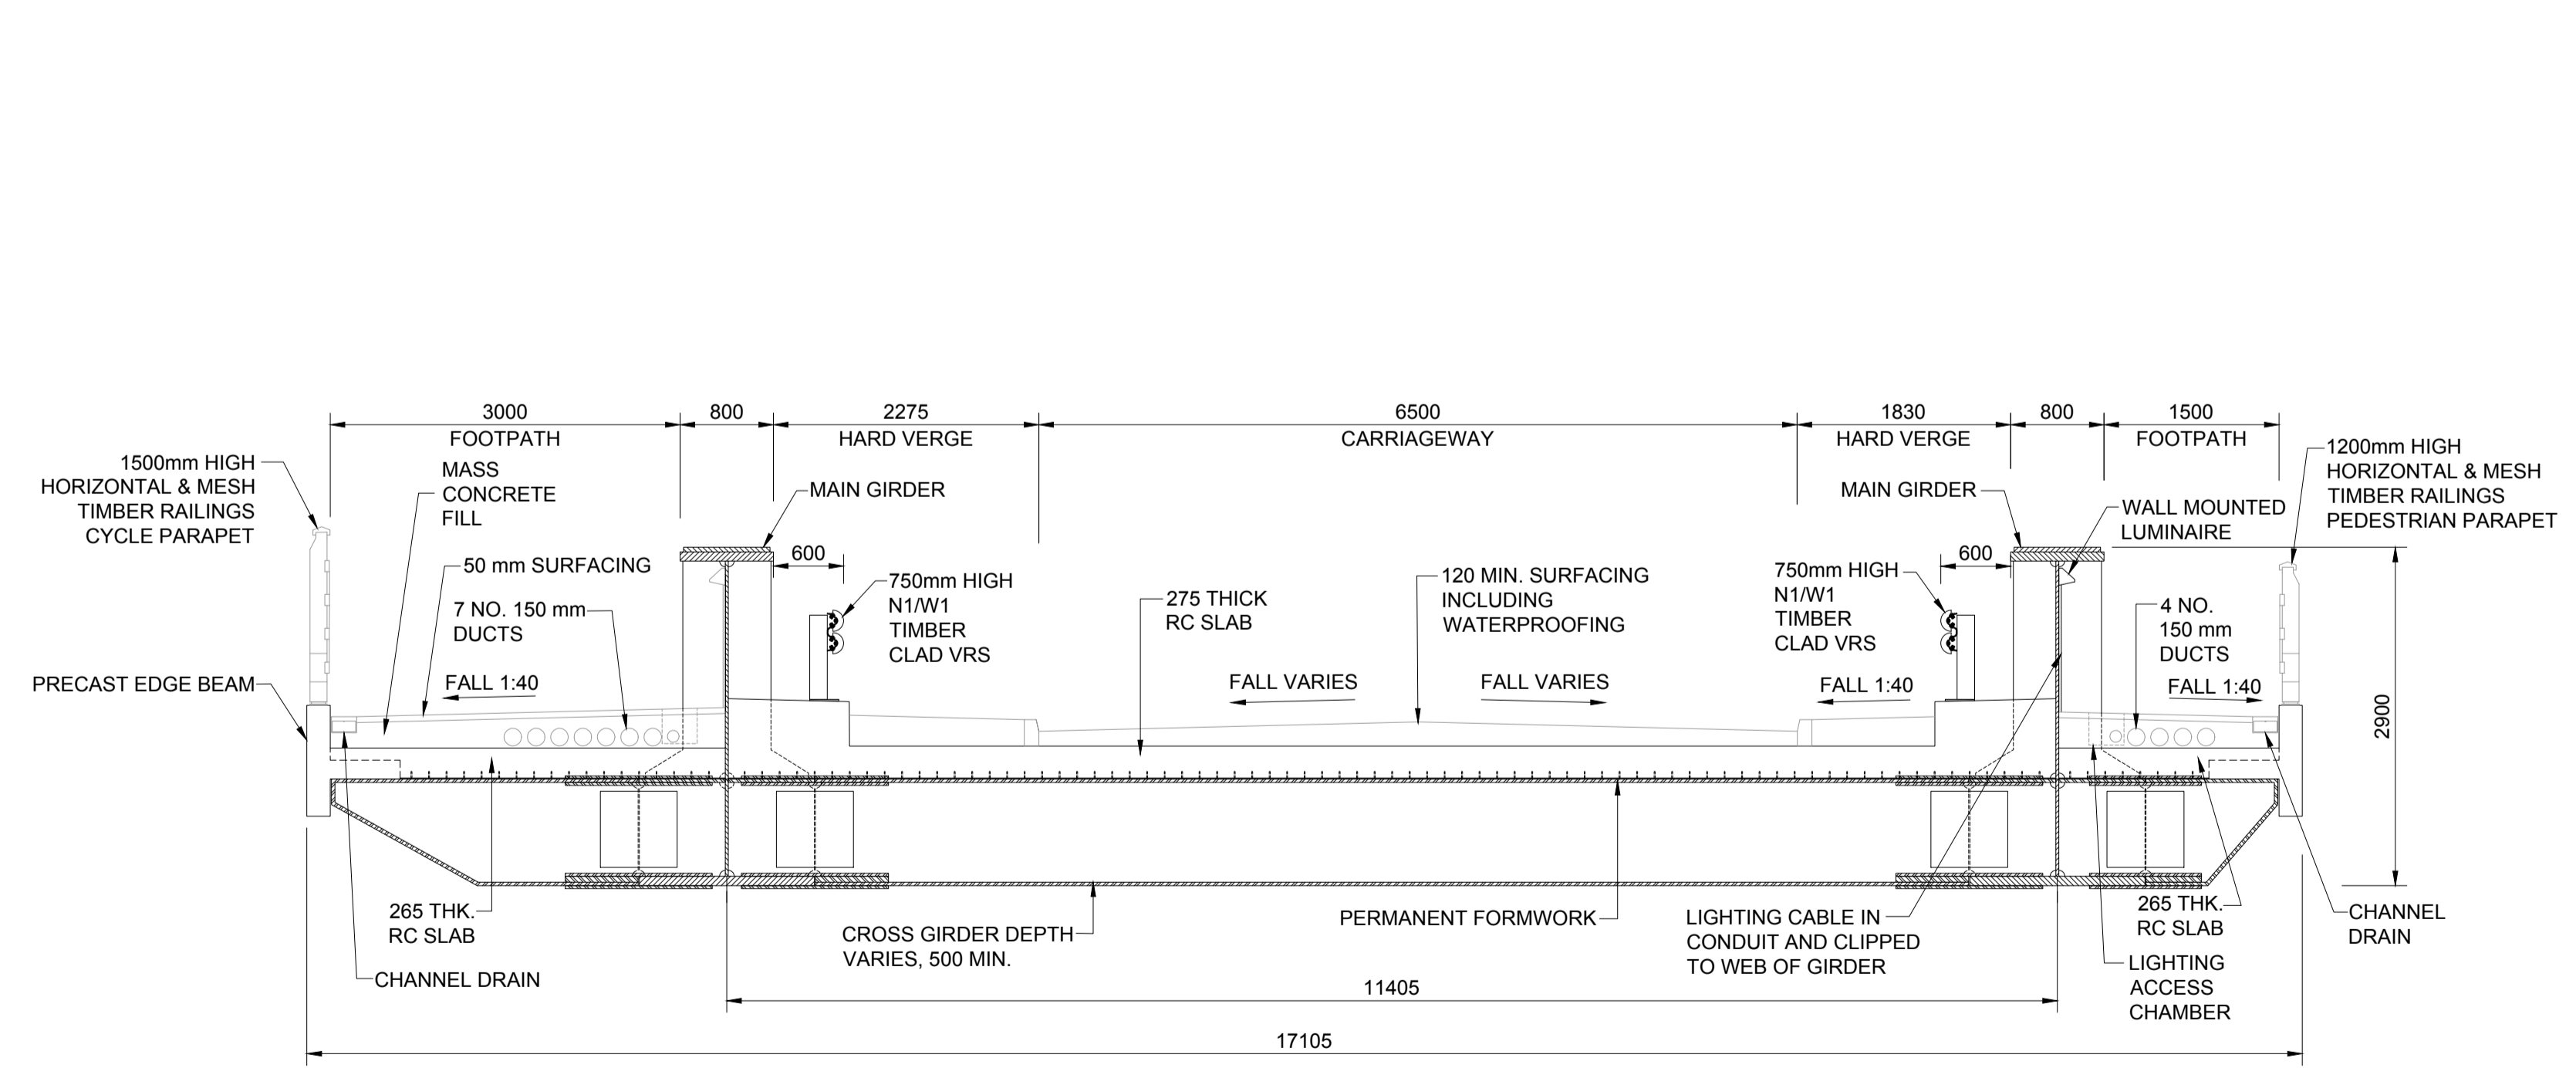 3000
800
2275
6500
1830
800
1500
FOOTPATH
HARD VERGE
CARRIAGEWAY
HARD VERGE
FOOTPATH
1500mm HIGH
HORIZONTAL & MESH
TIMBER RAILINGS
CYCLE PARAPET
MASS
CONCRETE
FILL
MAIN GIRDER
MAIN GIRDER
WALL MOUNTED
LUMINAIRE
1200mm HIGH
HORIZONTAL & MESH
TIMBER RAILINGS
PEDESTRIAN PARAPET
50 mm SURFACING
7 NO. 150 mm
DUCTS
600
750mm HIGH
N1/W1
TIMBER
CLAD VRS
275 THICK
RC SLAB
120 MIN. SURFACING
INCLUDING
WATERPROOFING
600
750mm HIGH
N1/W1
TIMBER
CLAD VRS
4 NO.
150 mm
DUCTS
PRECAST EDGE BEAM
FALL 1:40
FALL VARIES
FALL VARIES
FALL 1:40
FALL 1:40
2900
265 THK.
RC SLAB
CHANNEL DRAIN
CROSS GIRDER DEPTH
VARIES, 500 MIN.
PERMANENT FORMWORK
LIGHTING CABLE IN
CONDUIT AND CLIPPED
TO WEB OF GIRDER
265 THK.
RC SLAB
CHANNEL
DRAIN
LIGHTING
ACCESS
CHAMBER
11405
17105